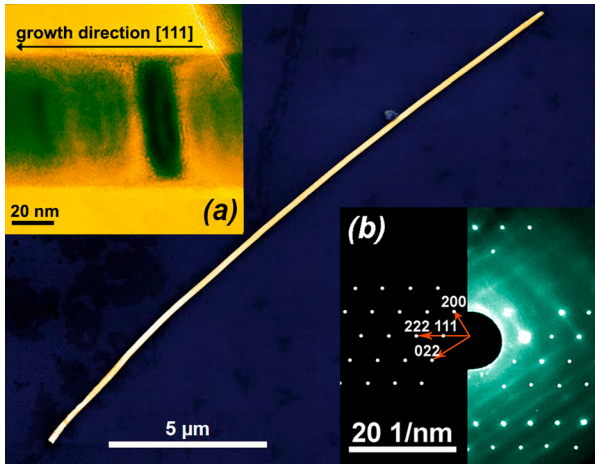 growth direction [111]
20 nm
(a)
(b)
200
222 111
022
5 µm
20 1/nm